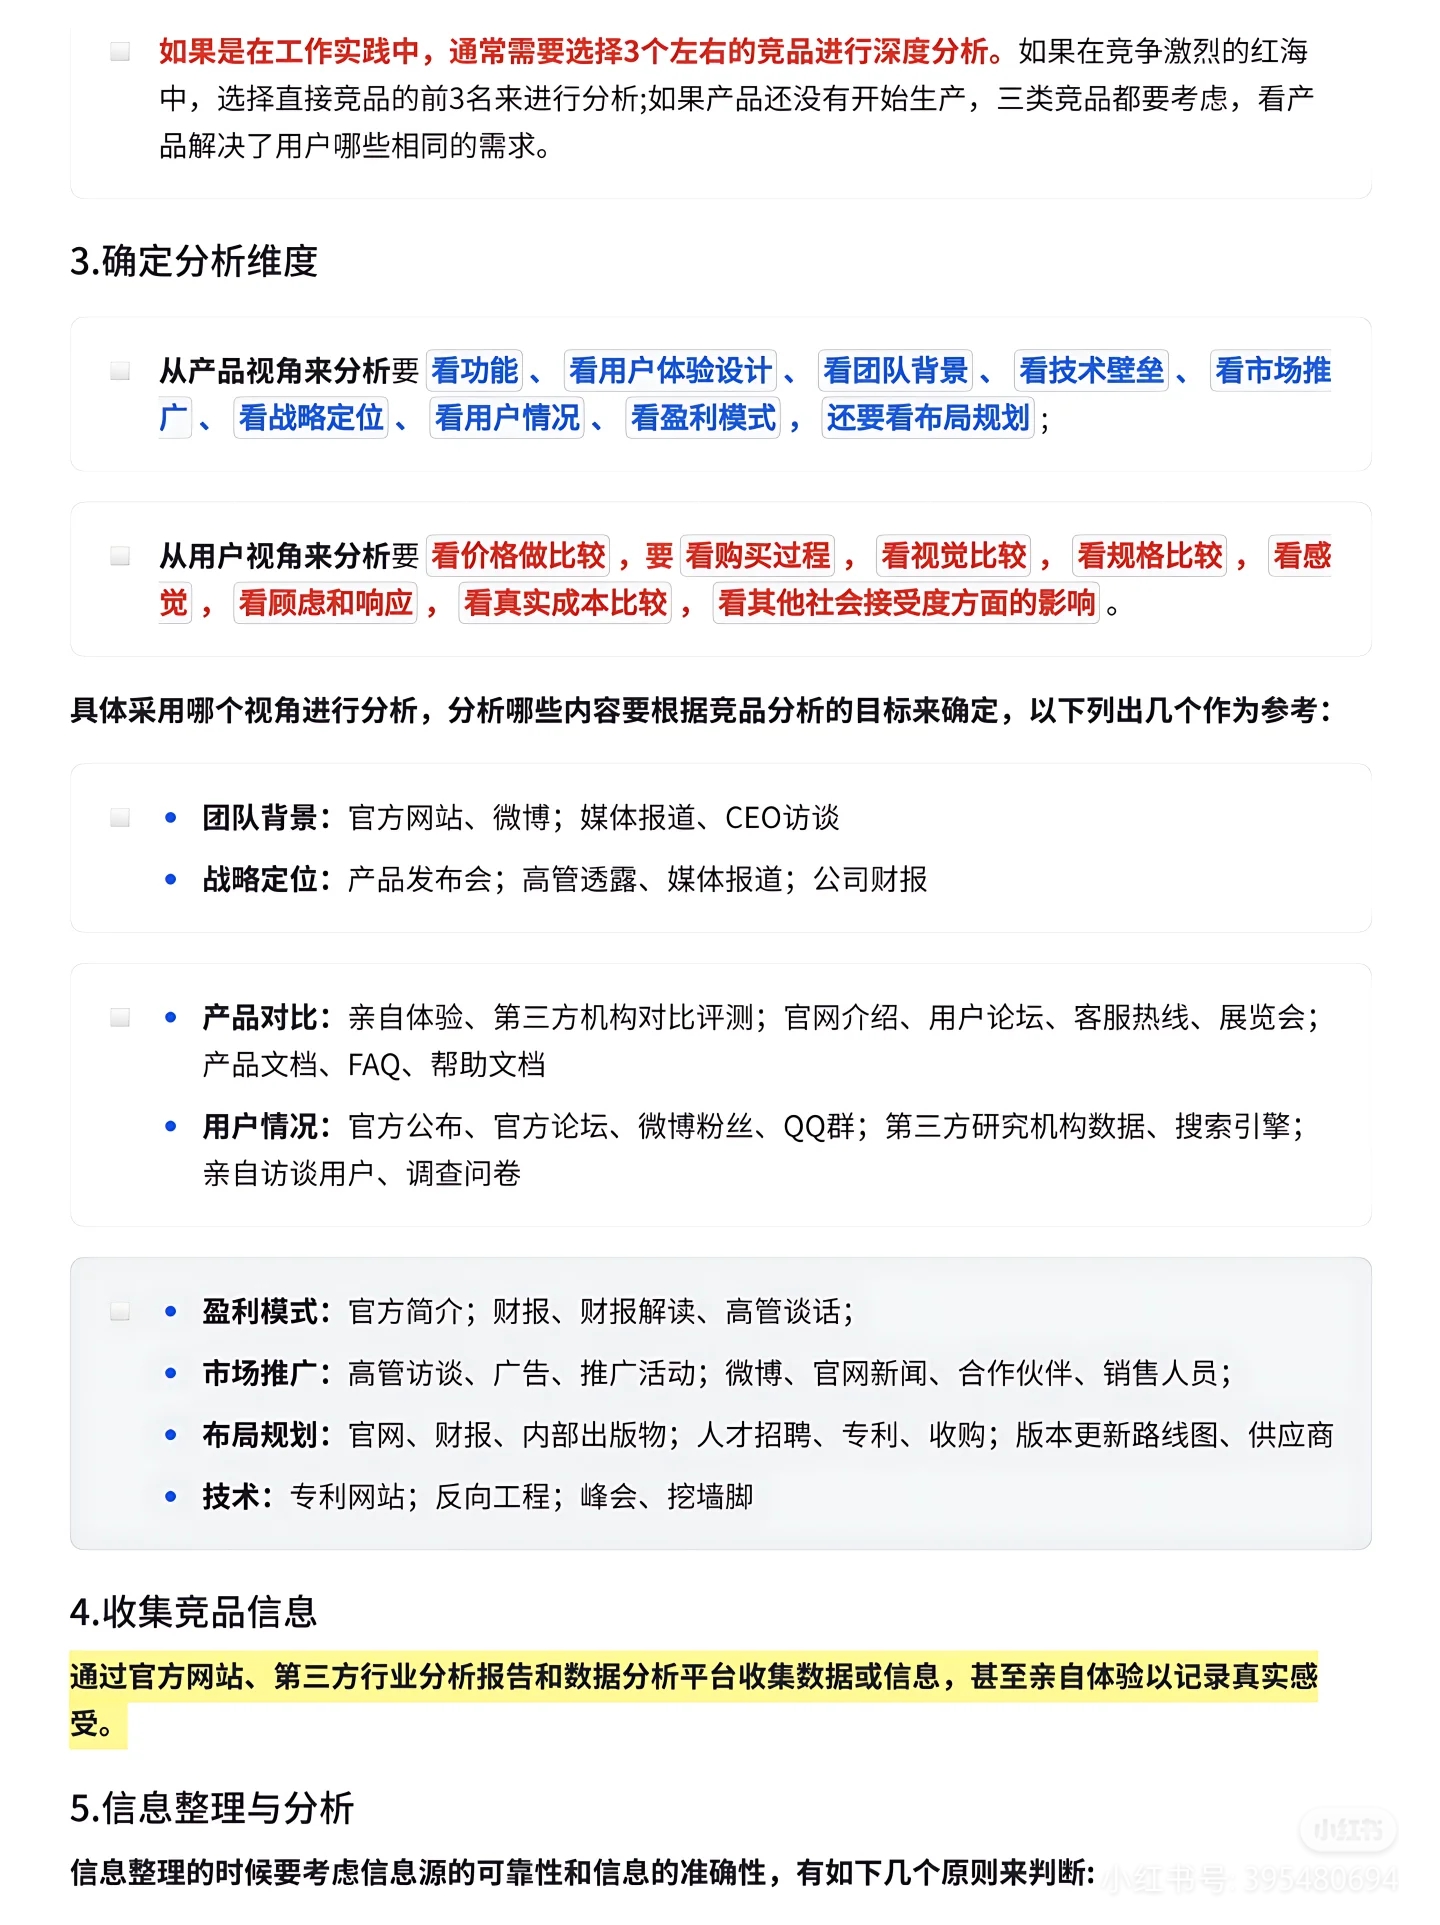 如果是在工作实践中，通常需要选择3个左右的竞品进行深度分析。如果在竞争激烈的红海
中，选择直接竞品的前3名来进行分析;如果产品还没有开始生产，三类竞品都要考虑，看产
品解决了用户哪些相同的需求。
3.确定分析维度
从产品视角来分析要 看功能 、 看用户体验设计 、 看团队背景 、 看技术壁垒 、 看市场推
广 、 看战略定位 、 看用户情况 、 看盈利模式 ， 还要看布局规划 ；
从用户视角来分析要 看价格做比较 ，要 看购买过程 ， 看视觉比较 ， 看规格比较 ， 看感
觉 ， 看顾虑和响应 ， 看真实成本比较 ， 看其他社会接受度方面的影响 。
具体采用哪个视角进行分析，分析哪些内容要根据竞品分析的目标来确定，以下列出几个作为参考：
• 团队背景：官方网站、微博；媒体报道、CEO访谈
• 战略定位：产品发布会；高管透露、媒体报道；公司财报
• 产品对比：亲自体验、第三方机构对比评测；官网介绍、用户论坛、客服热线、展览会；
产品文档、FAQ、帮助文档
• 用户情况：官方公布、官方论坛、微博粉丝、QQ群；第三方研究机构数据、搜索引擎；
亲自访谈用户、调查问卷
• 盈利模式：官方简介；财报、财报解读、高管谈话；
• 市场推广：高管访谈、广告、推广活动；微博、官网新闻、合作伙伴、销售人员；
• 布局规划：官网、财报、内部出版物；人才招聘、专利、收购；版本更新路线图、供应商
• 技术：专利网站；反向工程；峰会、挖墙脚
4.收集竞品信息
通过官方网站、第三方行业分析报告和数据分析平台收集数据或信息，甚至亲自体验以记录真实感
受。
5.信息整理与分析
小红书
信息整理的时候要考虑信息源的可靠性和信息的准确性，有如下几个原则来判断:
小红书号: 395480694